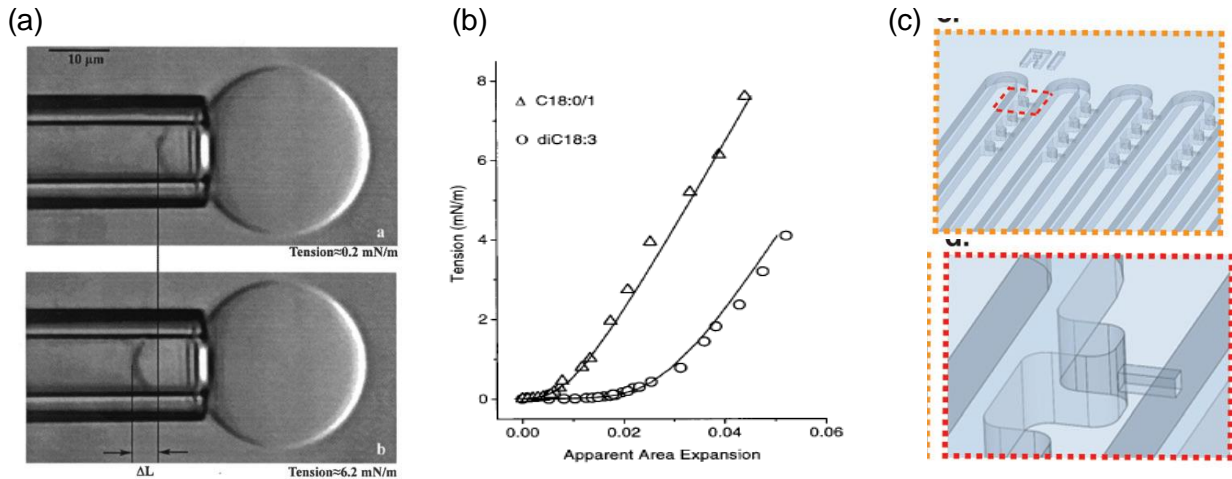 (a)
10 μm
a
Tension≈0.2 mN/m
b
ΔL
Tension≈6.2 mN/m
(b)
Tension (mN/m)
8
6
4
2
0
△ C18:0/1
○ diC18:3
0.00 0.02 0.04 0.06
Apparent Area Expansion
(c)
d.